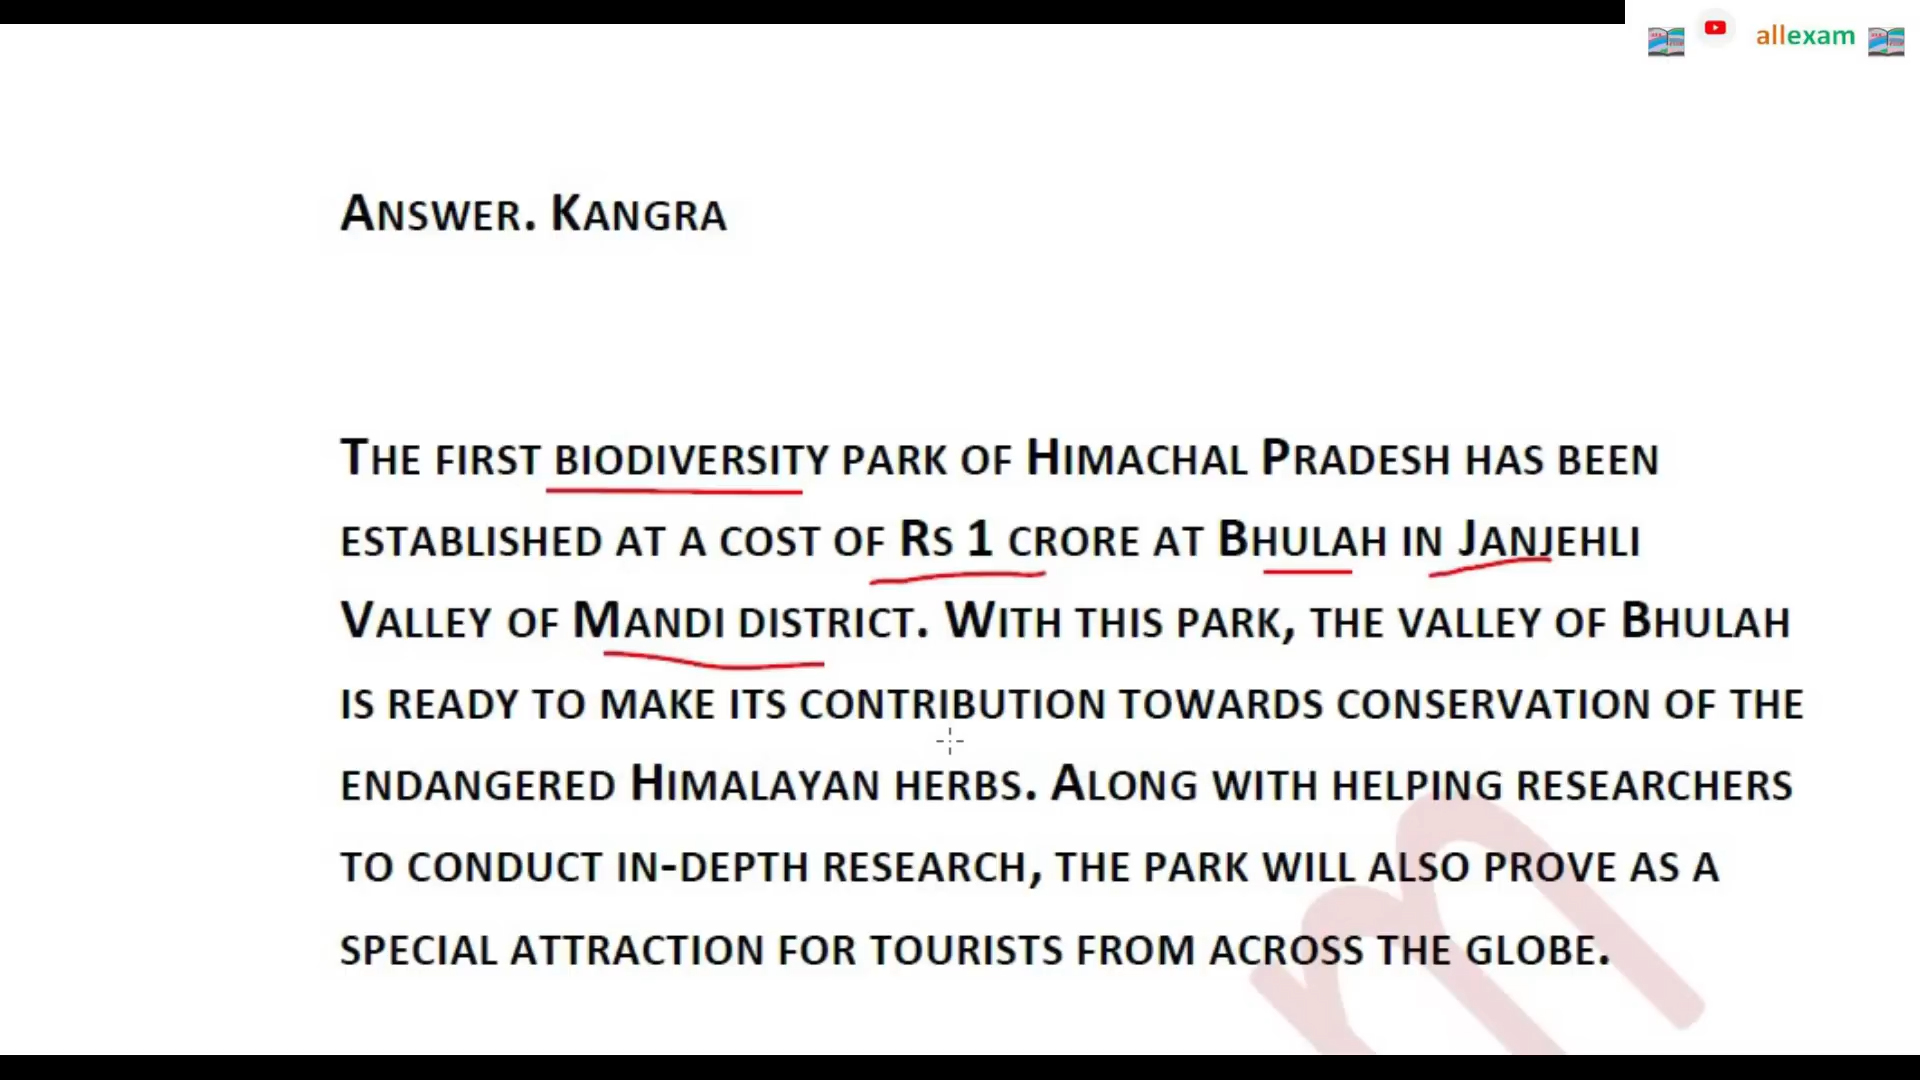 allexam
Answer. Kangra
The first biodiversity park of Himachal Pradesh has been
established at a cost of Rs 1 crore at Bhulah in Janjehli
Valley of Mandi district. With this park, the valley of Bhulah
is ready to make its contribution towards conservation of the
endangered Himalayan herbs. Along with helping researchers
to conduct in-depth research, the park will also prove as a
special attraction for tourists from across the globe.